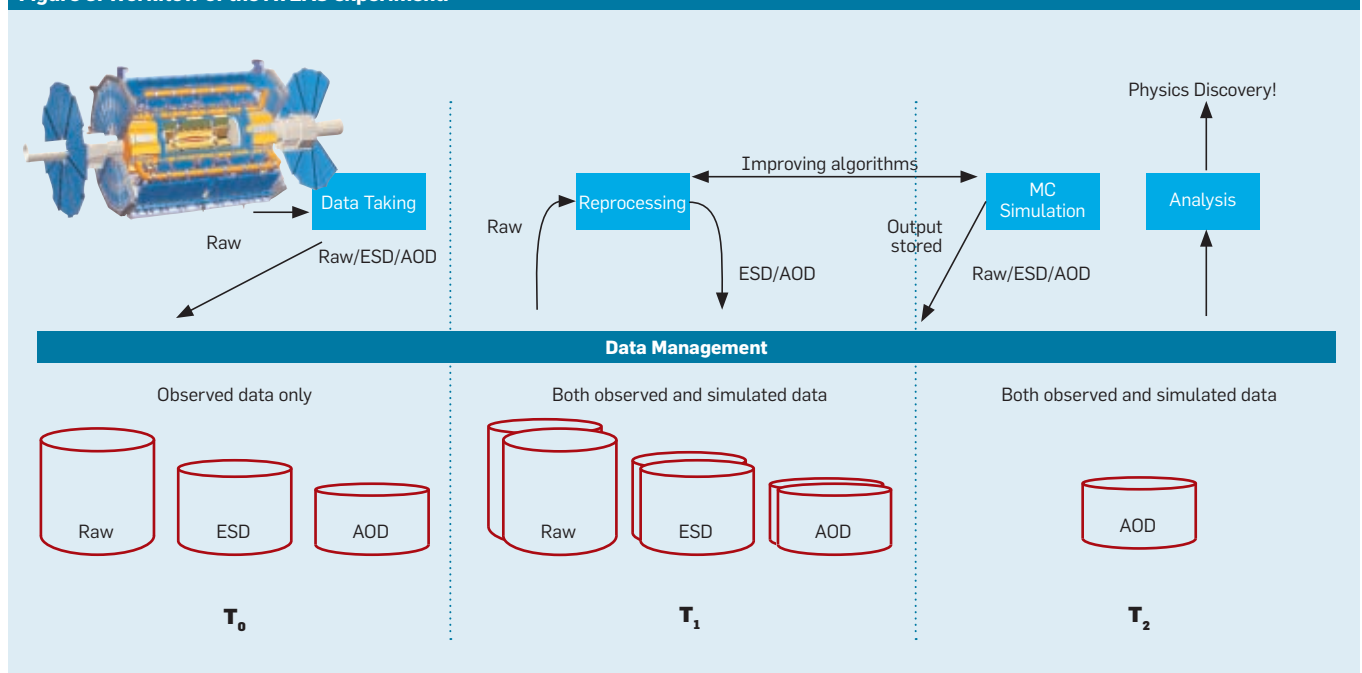 Physics Discovery!
Improving algorithms
Data Taking
Reprocessing
MC
Simulation
Analysis
Raw
Raw/ESD/AOD
Raw
ESD/AOD
Output
stored
Raw/ESD/AOD
Data Management
Observed data only
Both observed and simulated data
Both observed and simulated data
Raw
ESD
AOD
Raw
ESD
AOD
AOD
T0
T1
T2